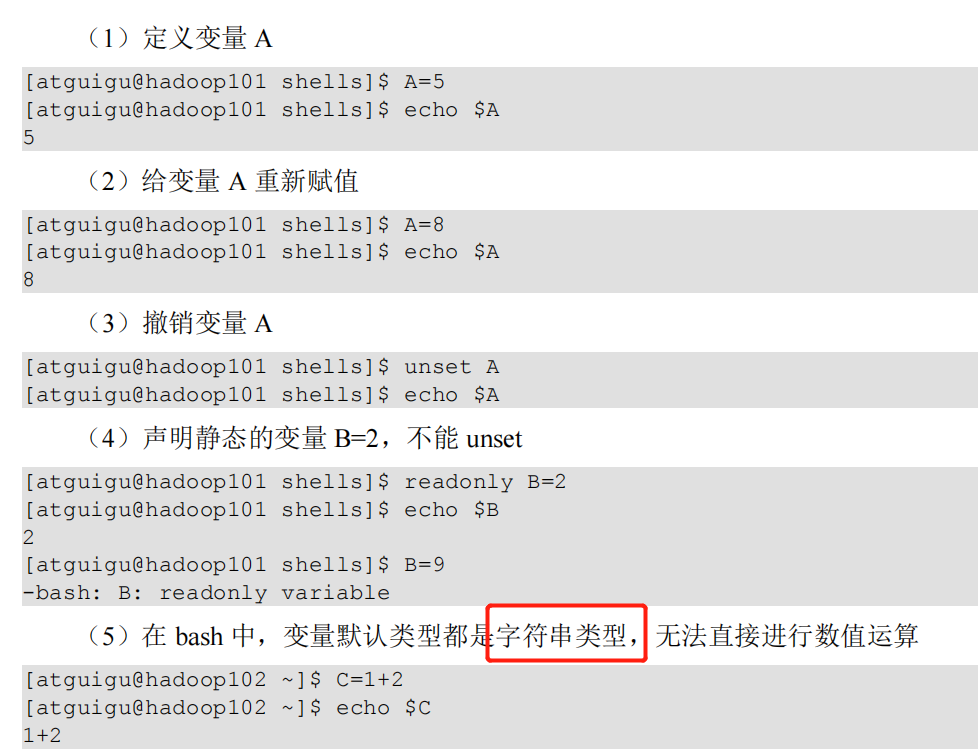 （1）定义变量 A
[atguigu@hadoop101 shells]$ A=5
[atguigu@hadoop101 shells]$ echo $A
5
（2）给变量 A 重新赋值
[atguigu@hadoop101 shells]$ A=8
[atguigu@hadoop101 shells]$ echo $A
8
（3）撤销变量 A
[atguigu@hadoop101 shells]$ unset A
[atguigu@hadoop101 shells]$ echo $A
（4）声明静态的变量 B=2，不能 unset
[atguigu@hadoop101 shells]$ readonly B=2
[atguigu@hadoop101 shells]$ echo $B
2
[atguigu@hadoop101 shells]$ B=9
-bash: B: readonly variable
（5）在 bash 中，变量默认类型都是字符串类型，无法直接进行数值运算
[atguigu@hadoop102 ~]$ C=1+2
[atguigu@hadoop102 ~]$ echo $C
1+2